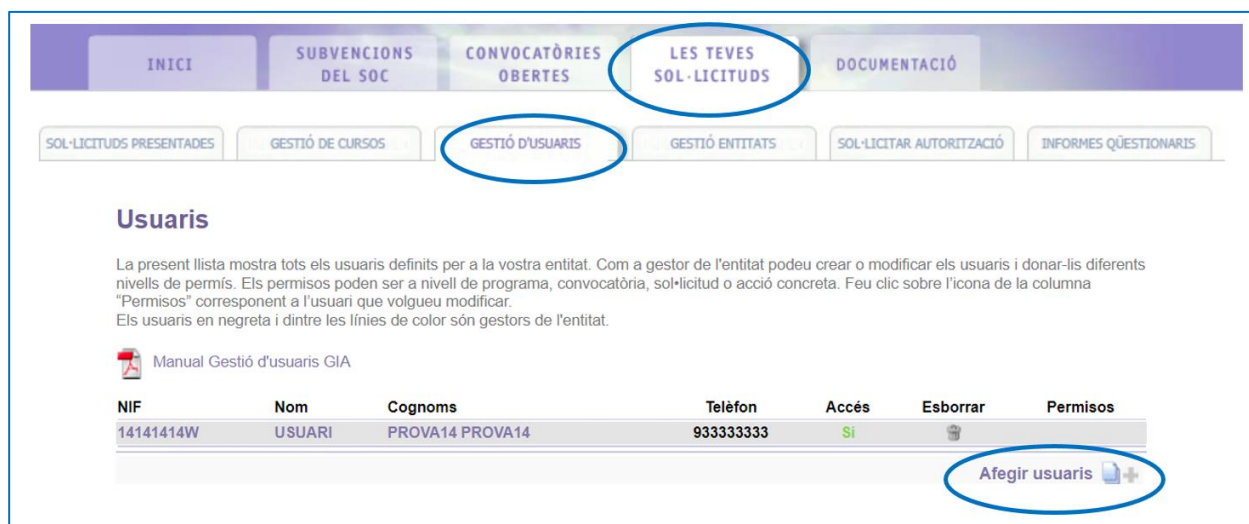 INICI
SUBVENCIONS
DEL SOC
CONVOCATÒRIES
OBERTES
LES TEVES
SOL·LICITUDS
DOCUMENTACIÓ
SOL·LICITUDS PRESENTADES
GESTIÓ DE CURSOS
GESTIÓ D'USUARIS
GESTIÓ ENTITATS
SOL·LICITAR AUTORITZACIÓ
INFORMES QÜESTIONARIS
Usuaris
La present llista mostra tots els usuaris definits per a la vostra entitat. Com a gestor de l'entitat podeu crear o modificar els usuaris i donar-lis diferents
nivells de permís. Els permisos poden ser a nivell de programa, convocatòria, sol•licitud o acció concreta. Feu clic sobre l'icona de la columna
"Permisos" corresponent a l'usuari que volgueu modificar.
Els usuaris en negreta i dintre les línies de color són gestors de l'entitat.
Manual Gestió d'usuaris GIA
NIF Nom Cognoms Telèfon Accés Esborrar Permisos
14141414W USUARI PROVA14 PROVA14 933333333 Si
Afegir usuaris